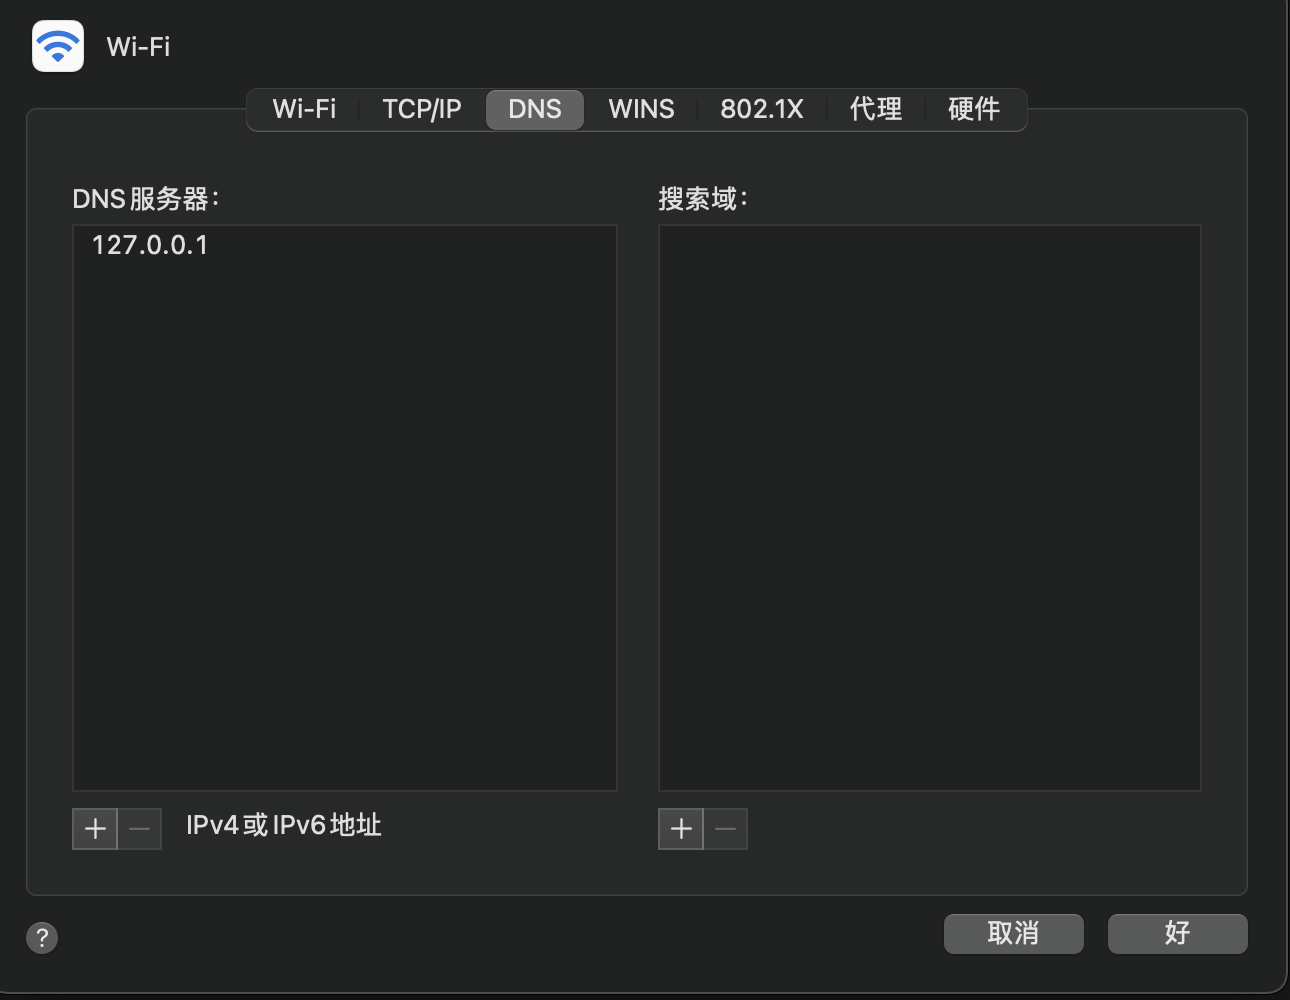 Wi-Fi
Wi-Fi TCP/IP DNS WINS 802.1X 代理 硬件
DNS服务器：
搜索域：
127.0.0.1
+ — IPv4或IPv6地址
+ —
? 取消 好